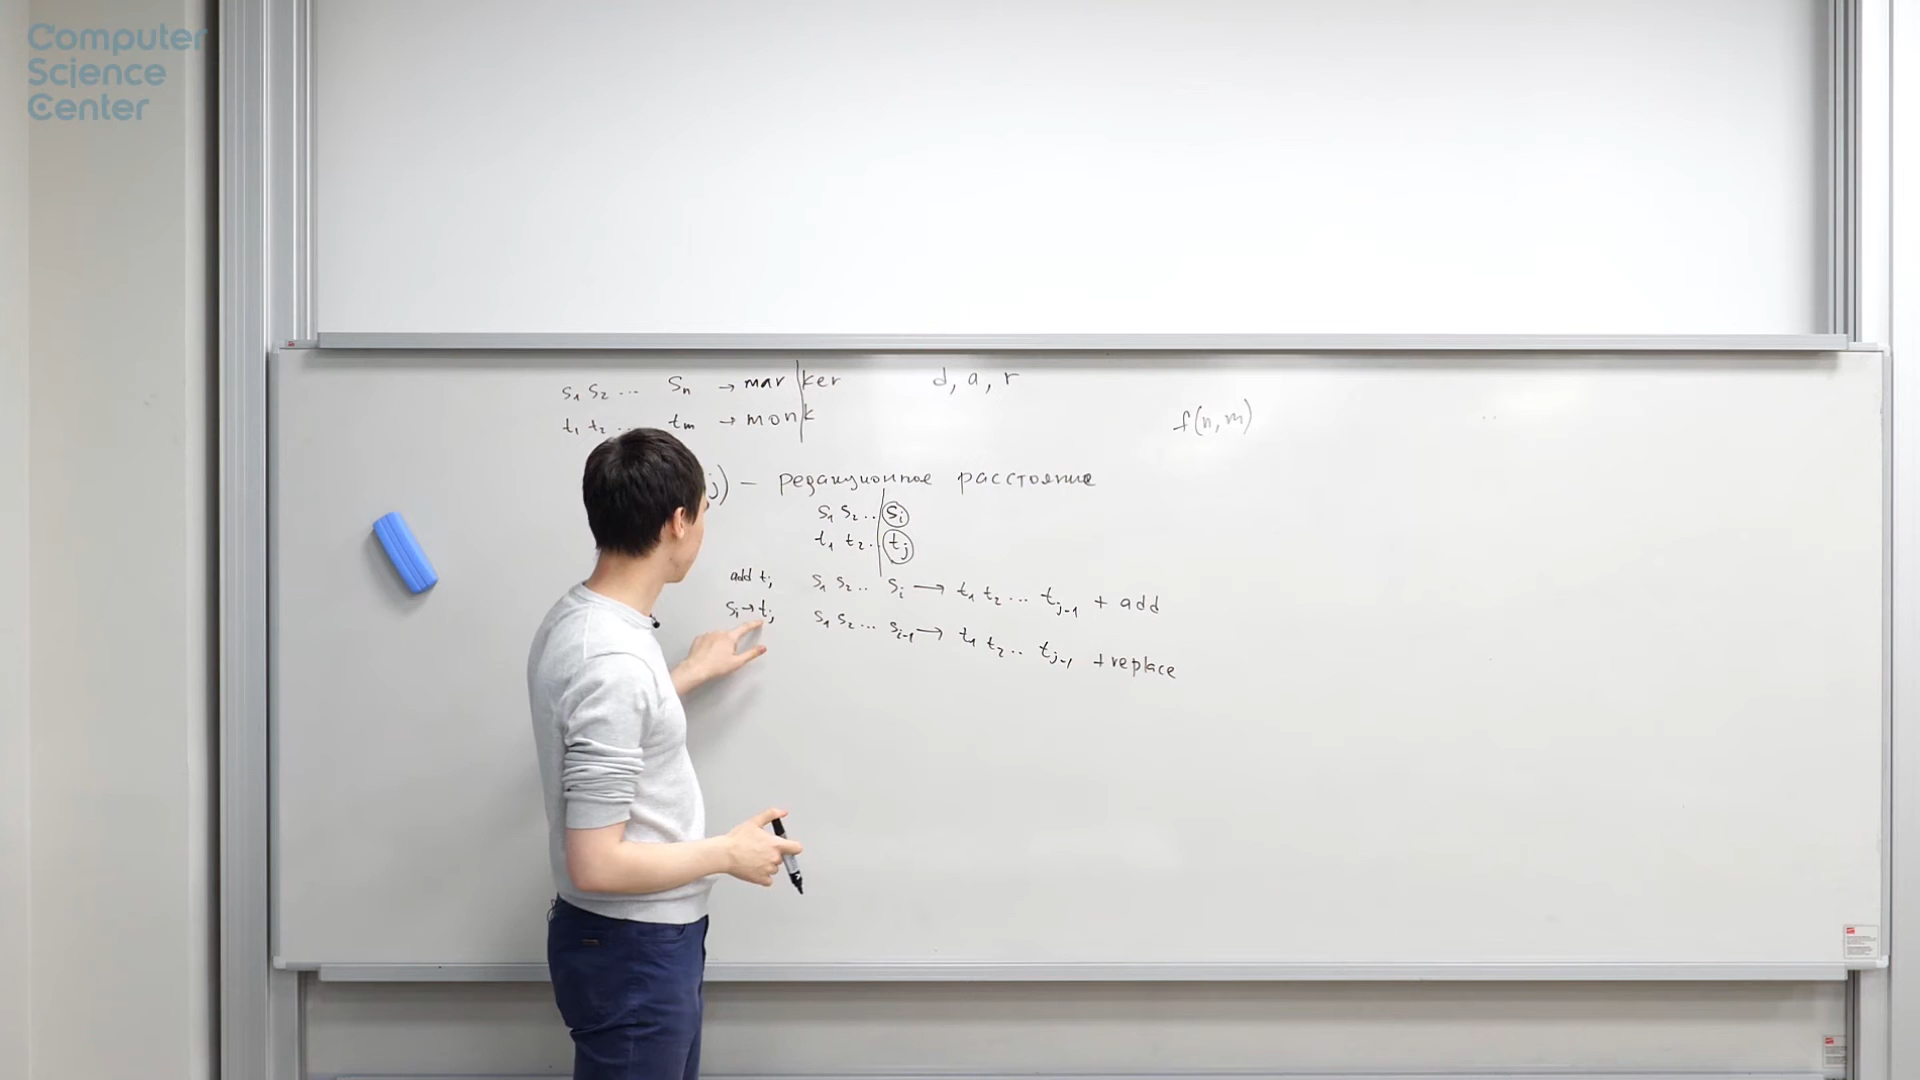 Computer
Science
Center
s₁ s₂ ... sₙ → mar|ker d, a, r
t₁ t₂ .. tₘ → mon|k f(n, m)
j) — редакционное расстояние
s₁ s₂ .. sᵢ
t₁ t₂ . tⱼ
add tⱼ s₁ s₂ .. sᵢ → t₁ t₂ ... tⱼ₋₁ + add
sᵢ → tⱼ s₁ s₂ ... sᵢ₋₁ → t₁ t₂ .. tⱼ₋₁ + replace